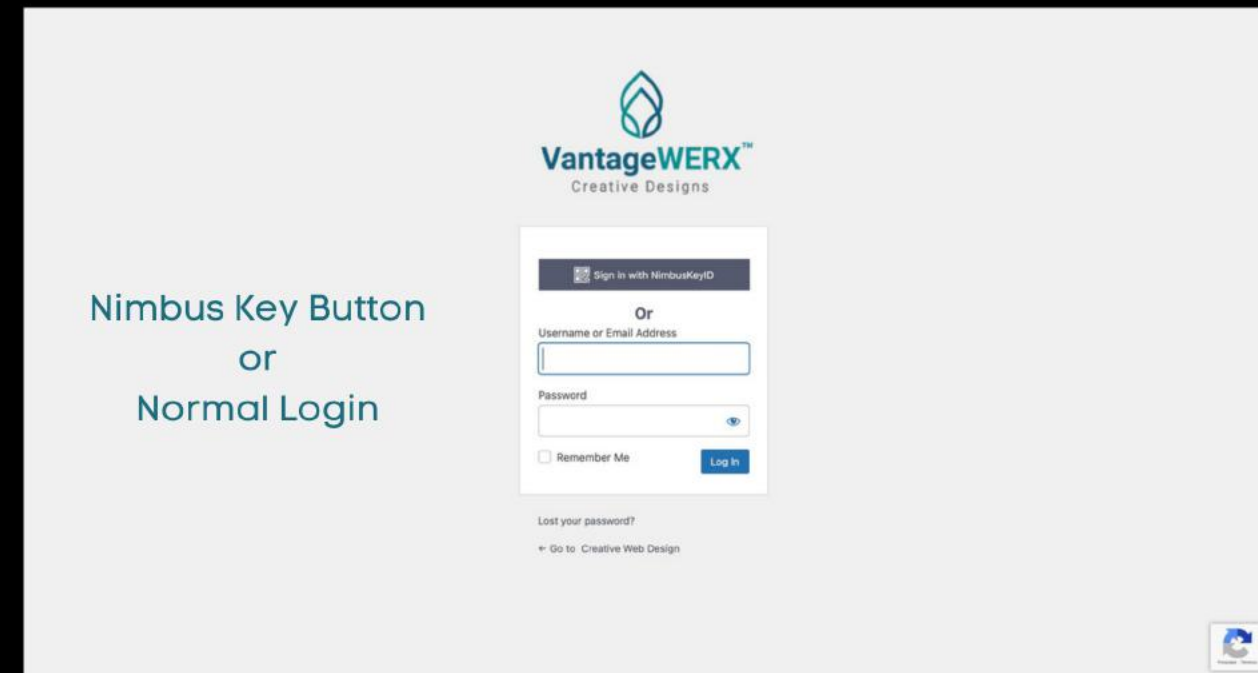 VantageWERX™
Creative Designs
Sign in with NimbusKeyID
Or
Username or Email Address
Password
Remember Me
Log In
Lost your password?
← Go to Creative Web Design
Nimbus Key Button
or
Normal Login